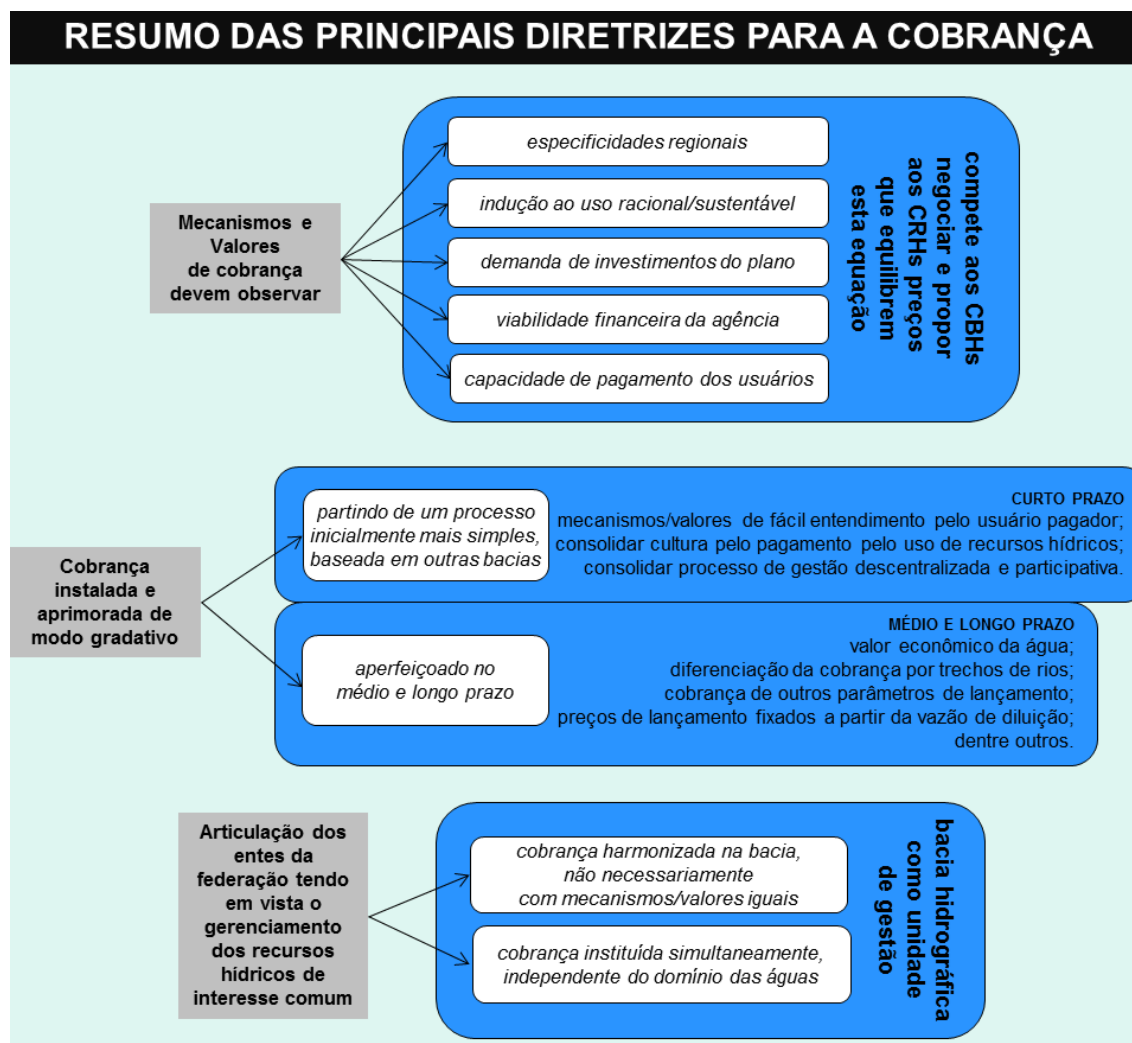 RESUMO DAS PRINCIPAIS DIRETRIZES PARA A COBRANÇA
Mecanismos e
Valores
de cobrança
devem observar
especificidades regionais
indução ao uso racional/sustentável
demanda de investimentos do plano
viabilidade financeira da agência
capacidade de pagamento dos usuários
compete aos CBHs
negociar e propor
aos CRHs preços
que equilibrem
esta equação
Cobrança
instalada e
aprimorada de
modo gradativo
partindo de um processo
inicialmente mais simples,
baseada em outras bacias
CURTO PRAZO
mecanismos/valores de fácil entendimento pelo usuário pagador;
consolidar cultura pelo pagamento pelo uso de recursos hídricos;
consolidar processo de gestão descentralizada e participativa.
aperfeiçoado no
médio e longo prazo
MÉDIO E LONGO PRAZO
valor econômico da água;
diferenciação da cobrança por trechos de rios;
cobrança de outros parâmetros de lançamento;
preços de lançamento fixados a partir da vazão de diluição;
dentre outros.
Articulação dos
entes da
federação tendo
em vista o
gerenciamento
dos recursos
hídricos de
interesse comum
cobrança harmonizada na bacia,
não necessariamente
com mecanismos/valores iguais
cobrança instituída simultaneamente,
independente do domínio das águas
bacia hidrográfica
como unidade
de gestão